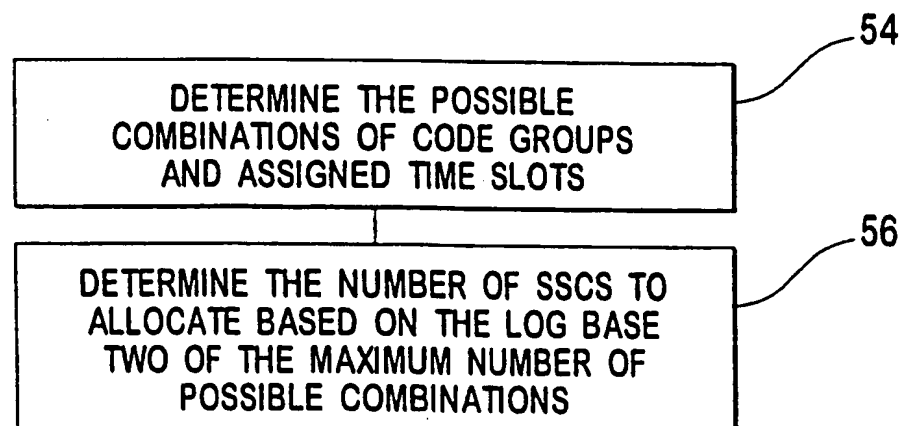 54
DETERMINE THE POSSIBLE
COMBINATIONS OF CODE GROUPS
AND ASSIGNED TIME SLOTS
56
DETERMINE THE NUMBER OF SSCS TO
ALLOCATE BASED ON THE LOG BASE
TWO OF THE MAXIMUM NUMBER OF
POSSIBLE COMBINATIONS